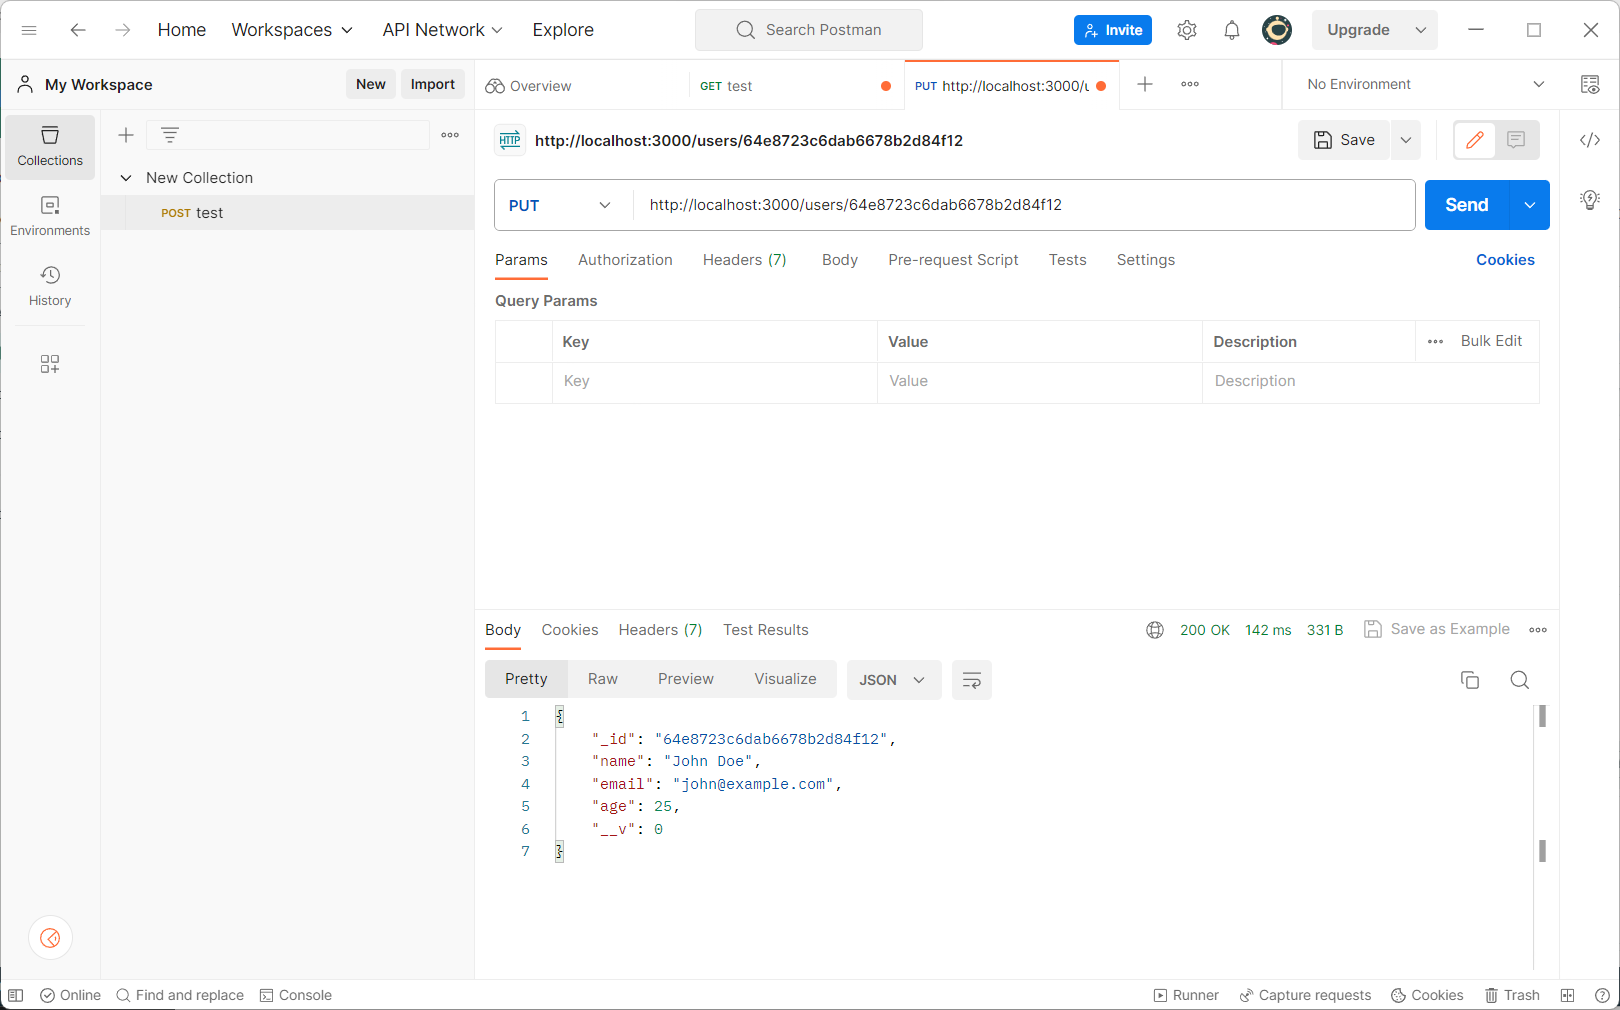 Home Workspaces API Network Explore Search Postman Invite Upgrade
My Workspace New Import Overview GET test PUT http://localhost:3000/u No Environment
Collections
Environments
History
New Collection
POST test
HTTP http://localhost:3000/users/64e8723c6dab6678b2d84f12 Save
PUT http://localhost:3000/users/64e8723c6dab6678b2d84f12 Send
Params Authorization Headers (7) Body Pre-request Script Tests Settings Cookies
Query Params
Key Value Description Bulk Edit
Key Value Description
Body Cookies Headers (7) Test Results 200 OK 142 ms 331 B Save as Example
Pretty Raw Preview Visualize JSON
1 {
2 "_id": "64e8723c6dab6678b2d84f12",
3 "name": "John Doe",
4 "email": "john@example.com",
5 "age": 25,
6 "__v": 0
7 }
Online Find and replace Console Runner Capture requests Cookies Trash